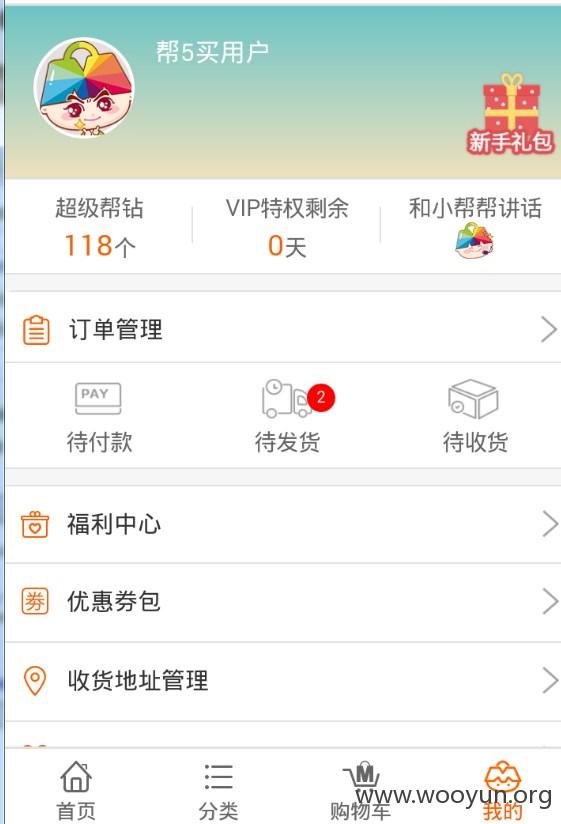 帮5买用户
新手礼包
超级帮钻
VIP特权剩余
和小帮帮讲话
118个
0天
订单管理
PAY
2
待付款
待发货
待收货
福利中心
券
优惠券包
收货地址管理
M
首页
分类
购物车
我的
www.wooyun.org